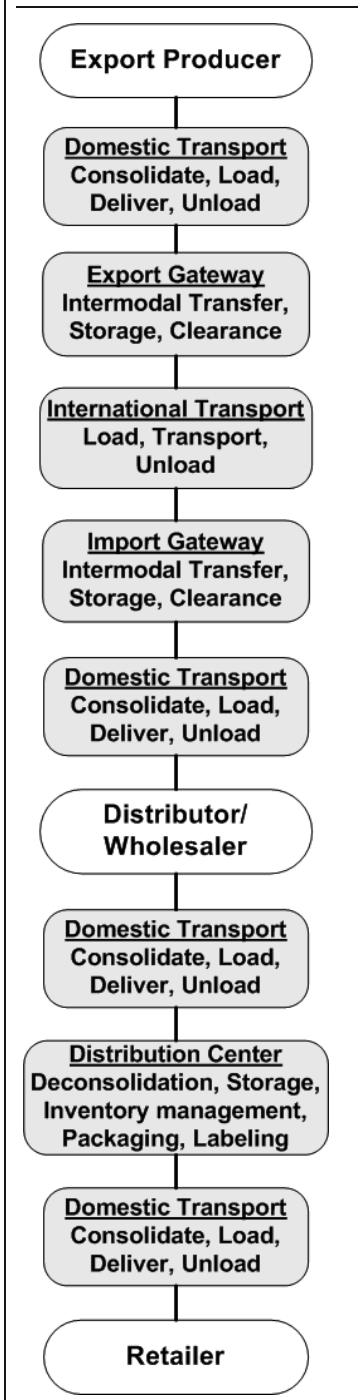 Export Producer
Domestic Transport
Consolidate, Load,
Deliver, Unload
Export Gateway
Intermodal Transfer,
Storage, Clearance
International Transport
Load, Transport,
Unload
Import Gateway
Intermodal Transfer,
Storage, Clearance
Domestic Transport
Consolidate, Load,
Deliver, Unload
Distributor/
Wholesaler
Domestic Transport
Consolidate, Load,
Deliver, Unload
Distribution Center
Deconsolidation, Storage,
Inventory management,
Packaging, Labeling
Domestic Transport
Consolidate, Load,
Deliver, Unload
Retailer